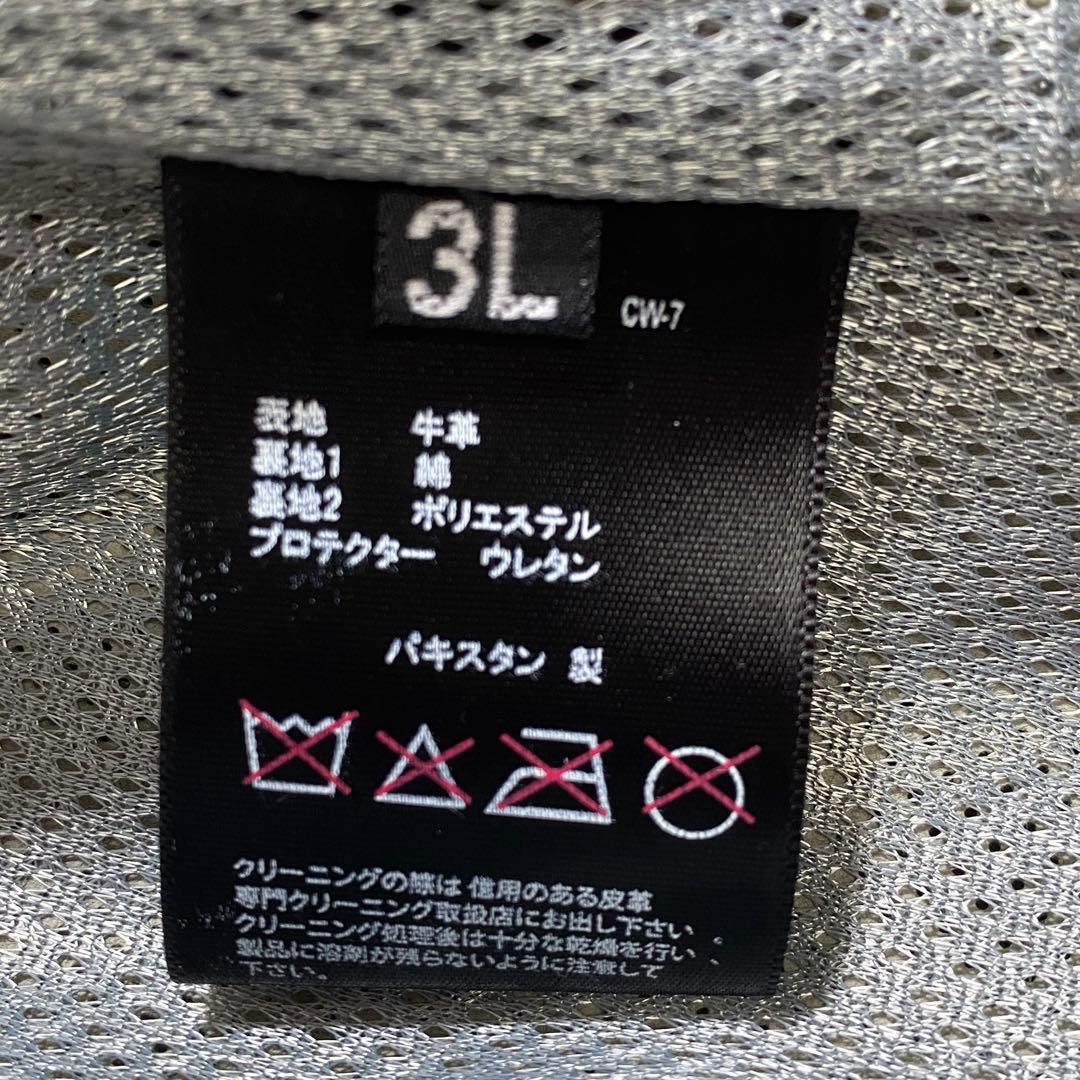 3L
CW-7
表地 牛革
裏地1 綿
裏地2 ポリエステル
プロテクター ウレタン
パキスタン 製
クリーニングの際は 信用のある皮革
専門クリーニング取扱店にお出し下さい。
クリーニング処理後は十分な乾燥を行い、
製品に溶剤が残らないように注意して
下さい。